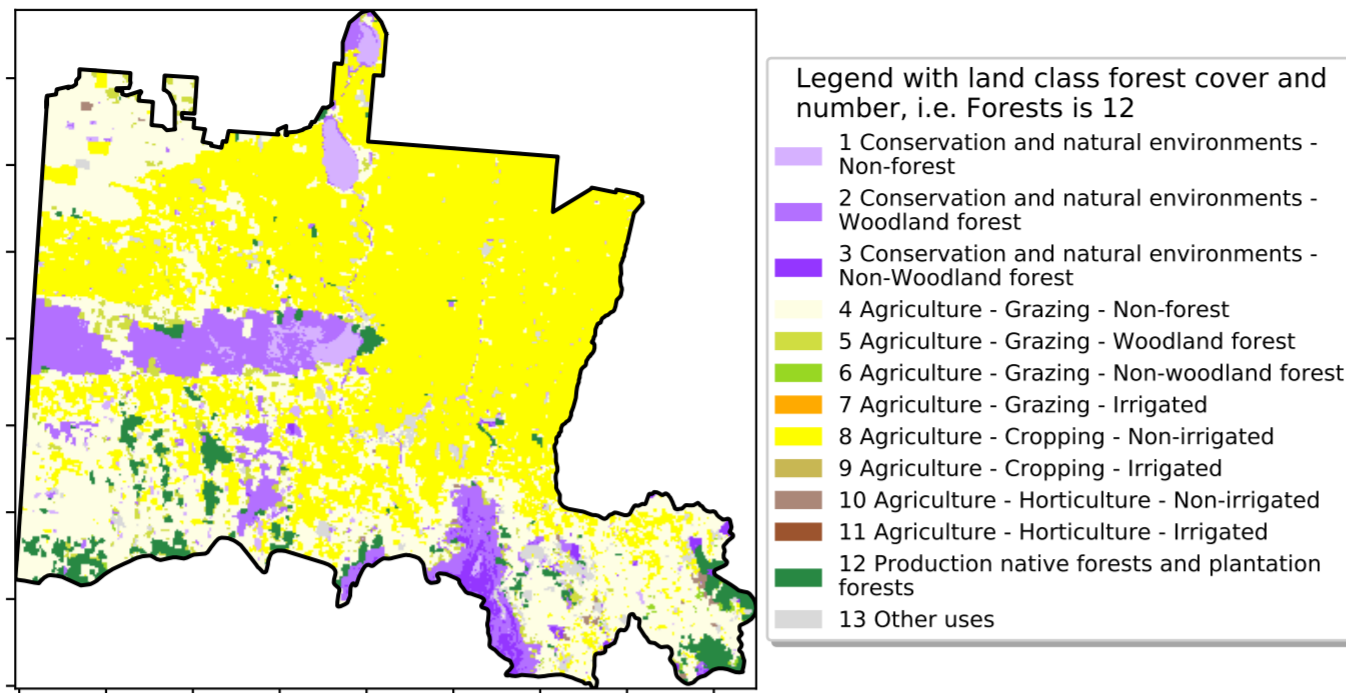 Legend with land class forest cover and
number, i.e. Forests is 12
1 Conservation and natural environments -
Non-forest
2 Conservation and natural environments -
Woodland forest
3 Conservation and natural environments -
Non-Woodland forest
4 Agriculture - Grazing - Non-forest
5 Agriculture - Grazing - Woodland forest
6 Agriculture - Grazing - Non-woodland forest
7 Agriculture - Grazing - Irrigated
8 Agriculture - Cropping - Non-irrigated
9 Agriculture - Cropping - Irrigated
10 Agriculture - Horticulture - Non-irrigated
11 Agriculture - Horticulture - Irrigated
12 Production native forests and plantation
forests
13 Other uses